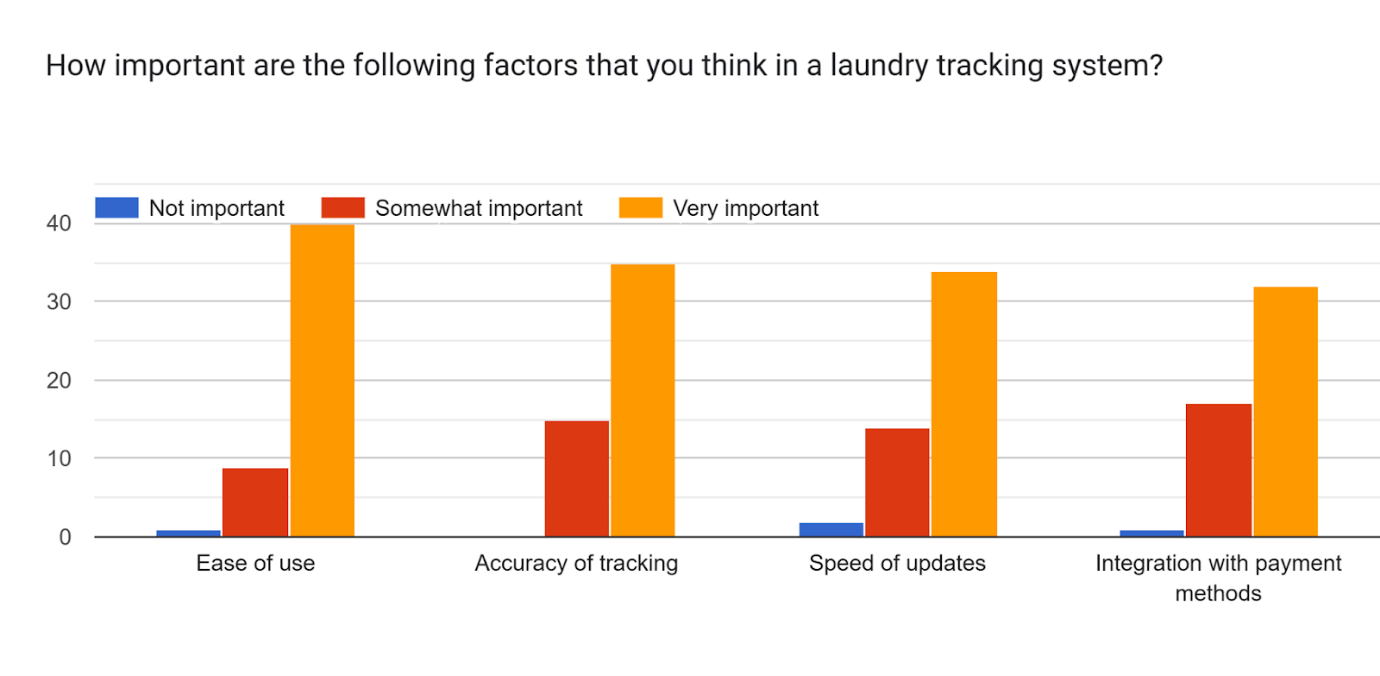 How important are the following factors that you think in a laundry tracking system?
Not important Somewhat important Very important
40
30
20
10
0
Ease of use Accuracy of tracking Speed of updates Integration with payment
methods